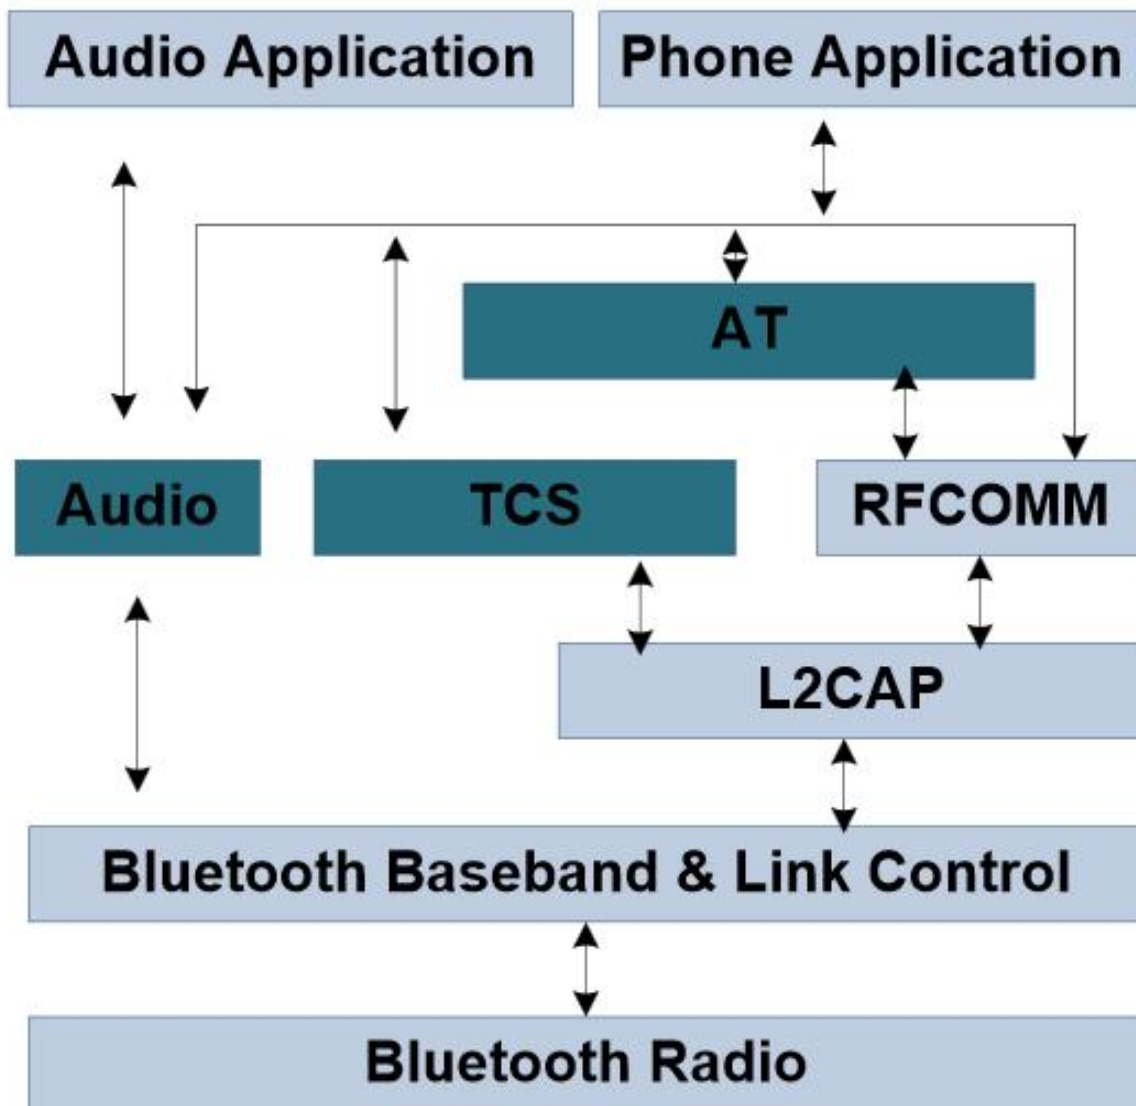 Audio Application
Phone Application
AT
Audio
TCS
RFCOMM
L2CAP
Bluetooth Baseband & Link Control
Bluetooth Radio